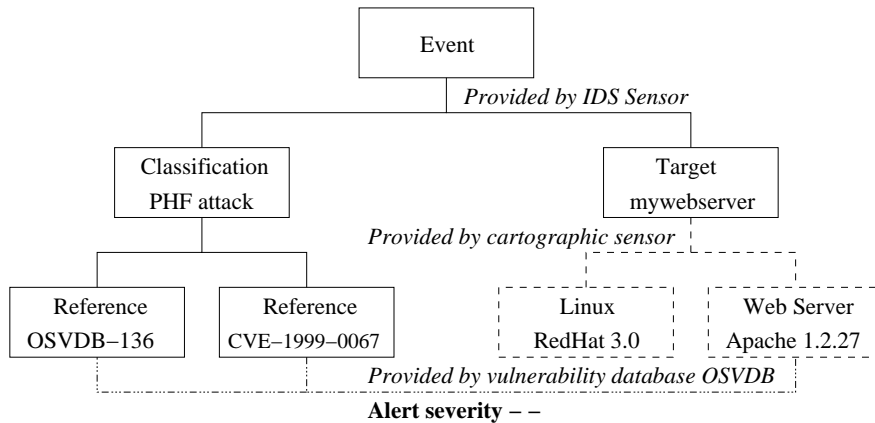 Event
Provided by IDS Sensor
Classification
PHF attack
Target
mywebserver
Provided by cartographic sensor
Reference
OSVDB−136
Reference
CVE−1999−0067
Linux
RedHat 3.0
Web Server
Apache 1.2.27
Provided by vulnerability database OSVDB
Alert severity − −